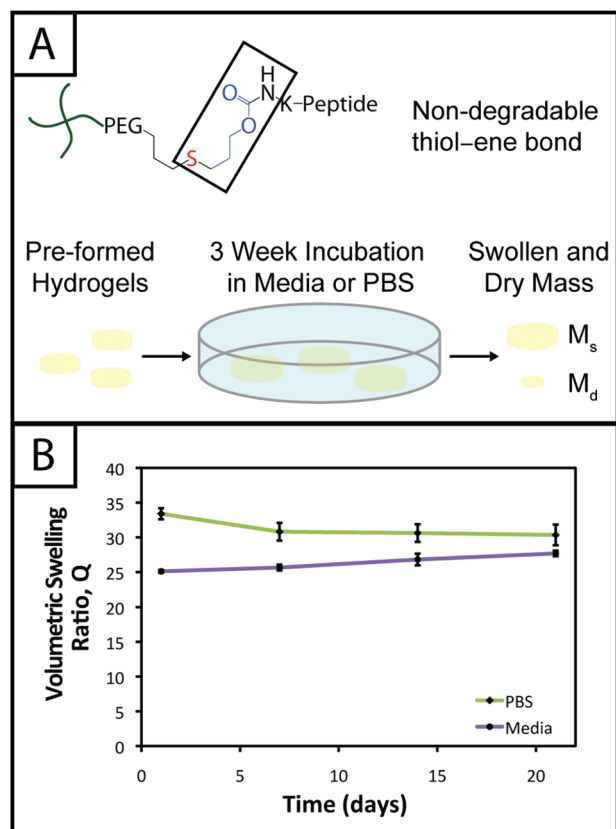 A
H
O
N
K–Peptide
O
PEG
S
Non-degradable
thiol–ene bond
Pre-formed
Hydrogels
3 Week Incubation
in Media or PBS
Swollen and
Dry Mass
Ms
Md
B
40
35
30
25
20
15
10
5
0
Volumetric Swelling
Ratio, Q
PBS
Media
0
5
10
15
20
Time (days)